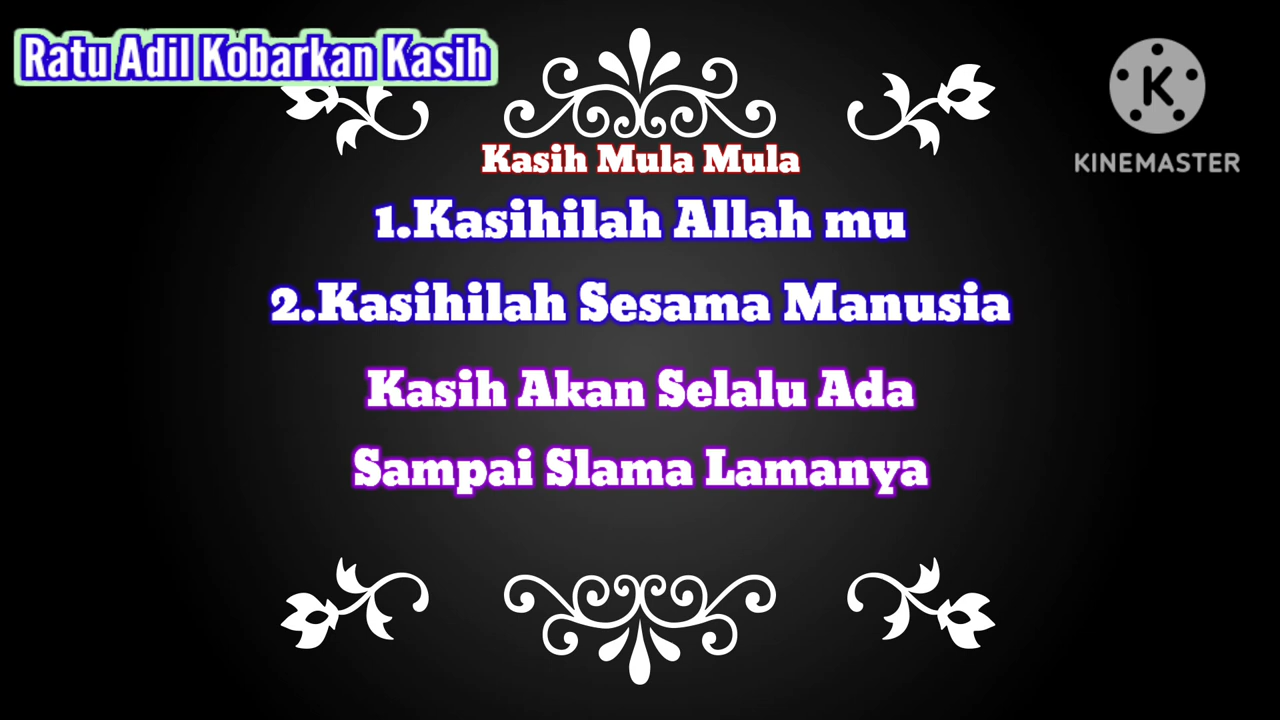 Ratu Adil Kobarkan Kasih
K
KINEMASTER
Kasih Mula Mula
1.Kasihilah Allah mu
2.Kasihilah Sesama Manusia
Kasih Akan Selalu Ada
Sampai Slama Lamanya